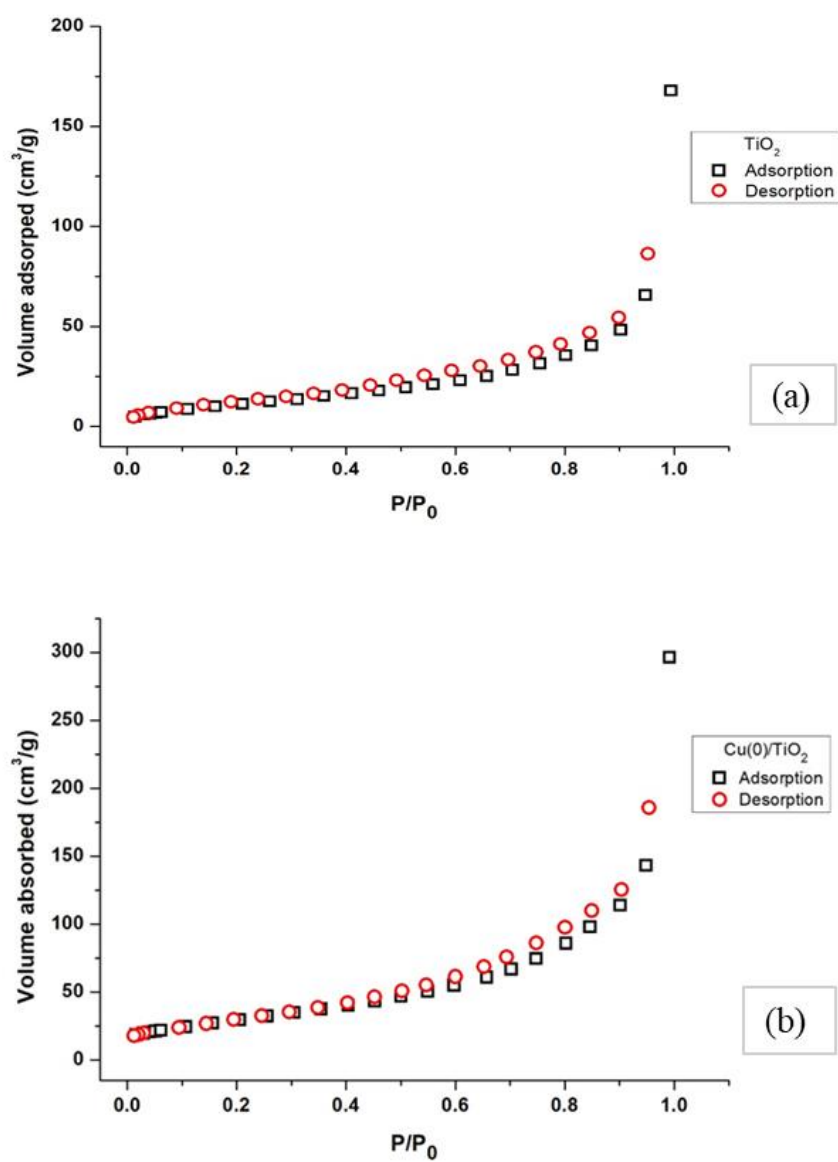 200
150
100
50
0
Volume adsorped (cm³/g)
0.0 0.2 0.4 0.6 0.8 1.0
P/P₀
TiO₂
Adsorption
Desorption
(a)
300
250
200
150
100
50
0
Volume absorbed (cm³/g)
0.0 0.2 0.4 0.6 0.8 1.0
P/P₀
Cu(0)/TiO₂
Adsorption
Desorption
(b)